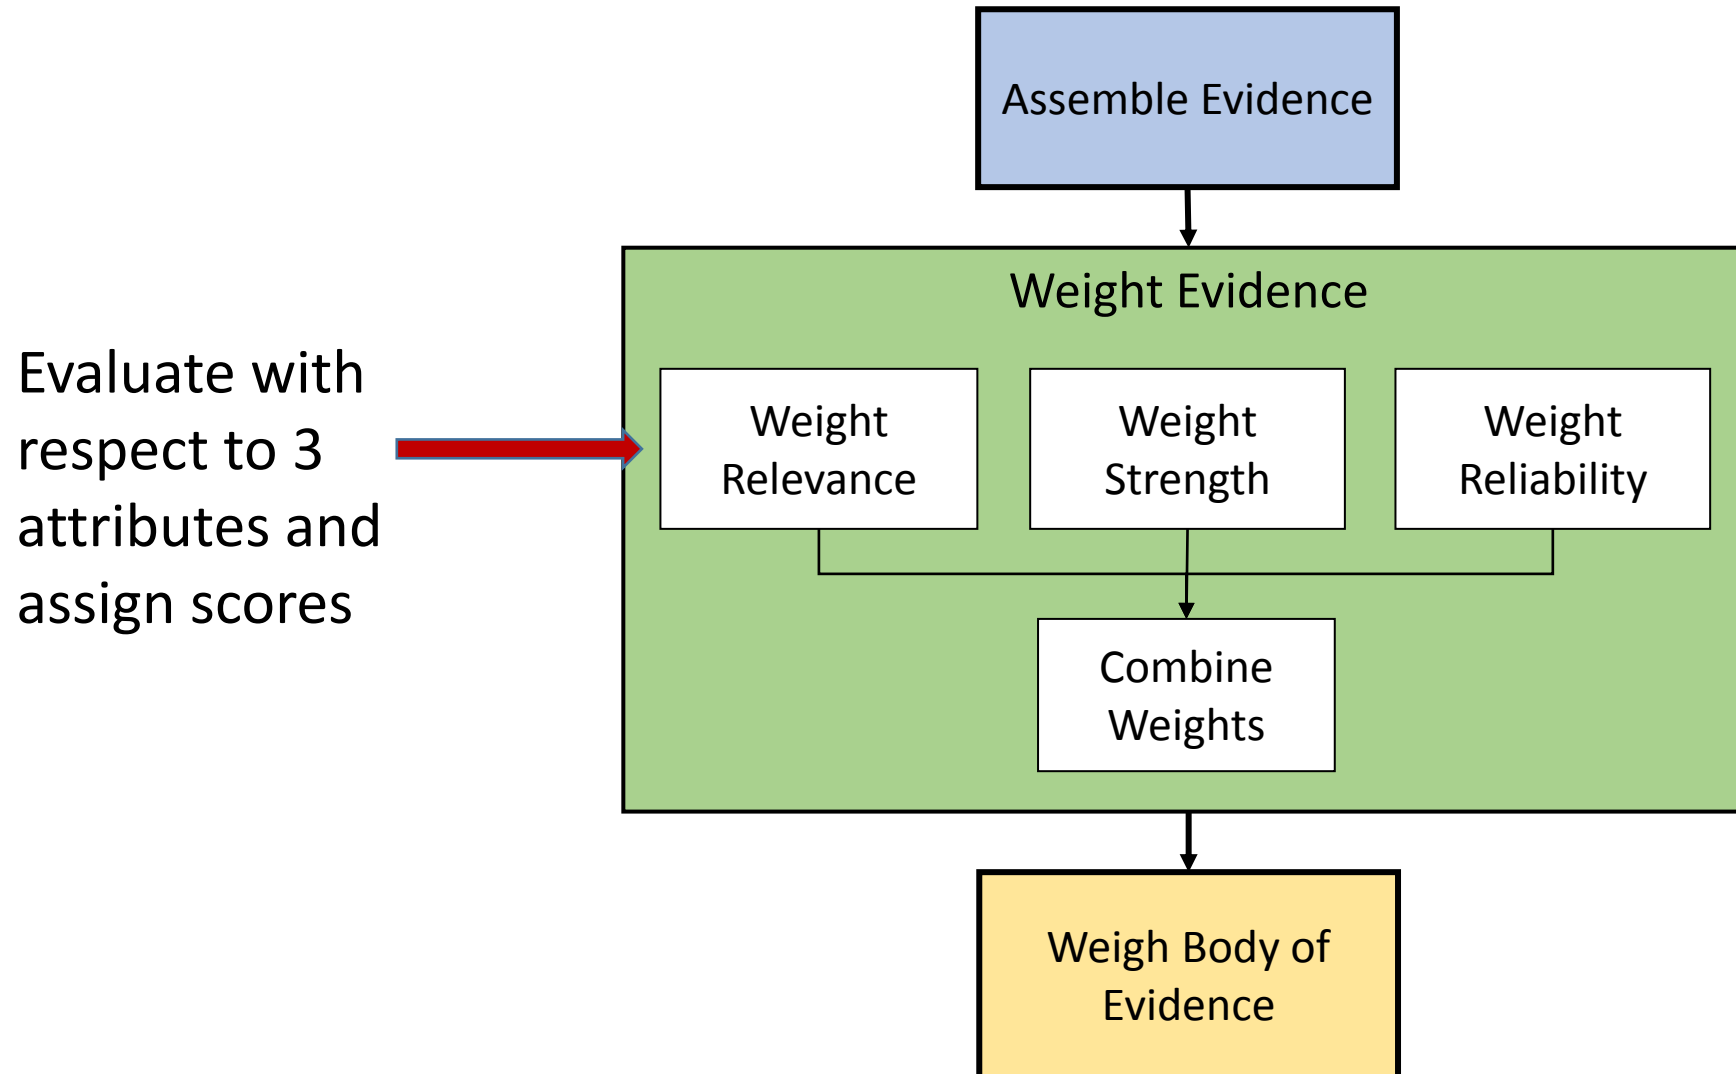 Assemble Evidence
Weight Evidence
Evaluate with
respect to 3
attributes and
assign scores
Weight
Relevance
Weight
Strength
Weight
Reliability
Combine
Weights
Weigh Body of
Evidence